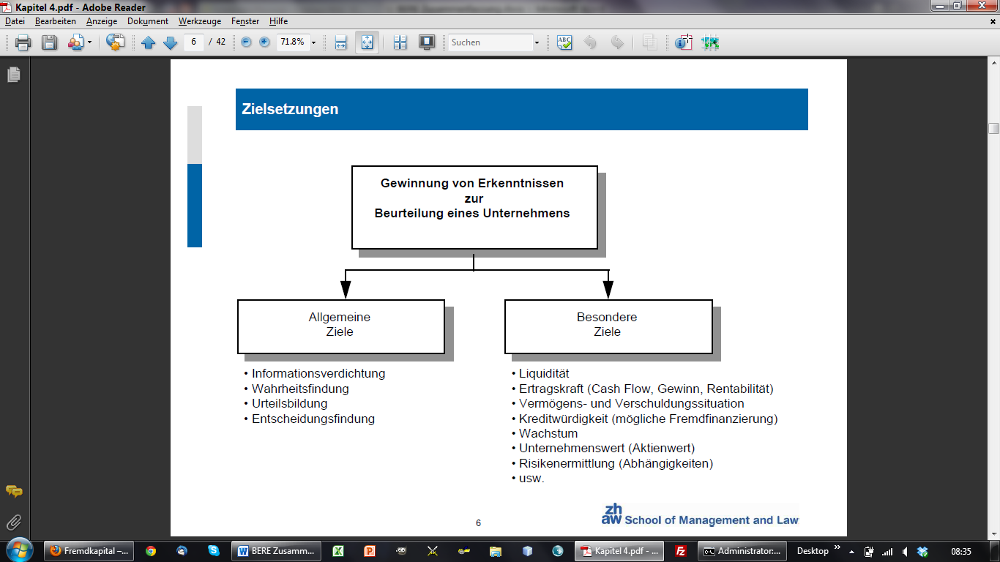 Kapitel 4.pdf - Adobe Reader
Datei Bearbeiten Anzeige Dokument Werkzeuge Fenster Hilfe
6 / 42 71.8% Suchen
Zielsetzungen
Gewinnung von Erkenntnissen
zur
Beurteilung eines Unternehmens
Allgemeine
Ziele
• Informationsverdichtung
• Wahrheitsfindung
• Urteilsbildung
• Entscheidungsfindung
Besondere
Ziele
• Liquidität
• Ertragskraft (Cash Flow, Gewinn, Rentabilität)
• Vermögens- und Verschuldungssituation
• Kreditwürdigkeit (mögliche Fremdfinanzierung)
• Wachstum
• Unternehmenswert (Aktienwert)
• Risikenermittlung (Abhängigkeiten)
• usw.
6
zh
aw School of Management and Law
Fremdkapital –... BERE Zusamm... Kapitel 4.pdf - ... Administrator:... Desktop 08:35